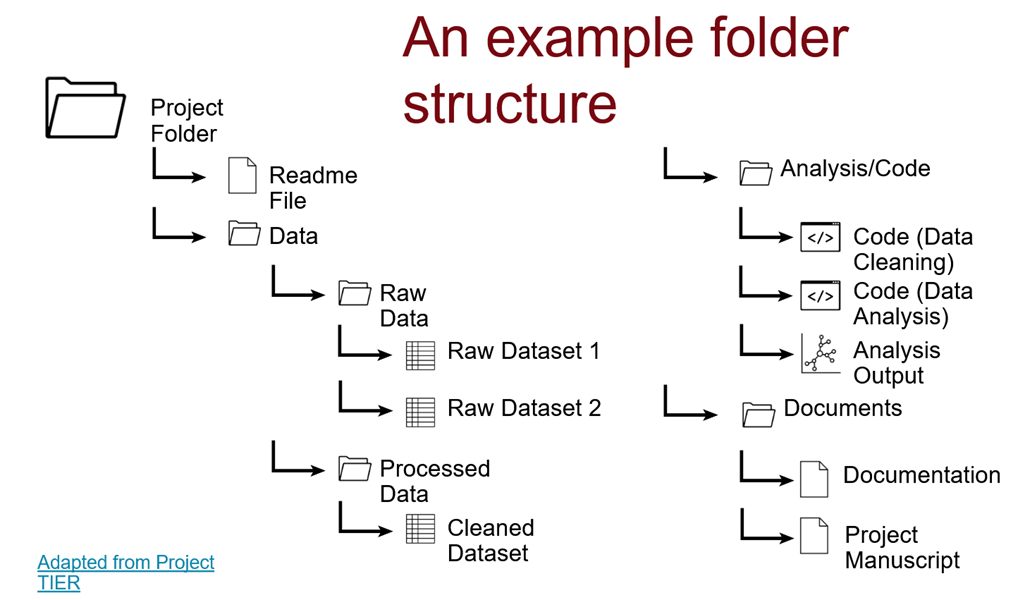 An example folder
structure
Project
Folder
Readme
File
Data
Raw
Data
Raw Dataset 1
Raw Dataset 2
Processed
Data
Cleaned
Dataset
Adapted from Project
TIER
Analysis/Code
</>
Code (Data
Cleaning)
</>
Code (Data
Analysis)
Analysis
Output
Documents
Documentation
Project
Manuscript